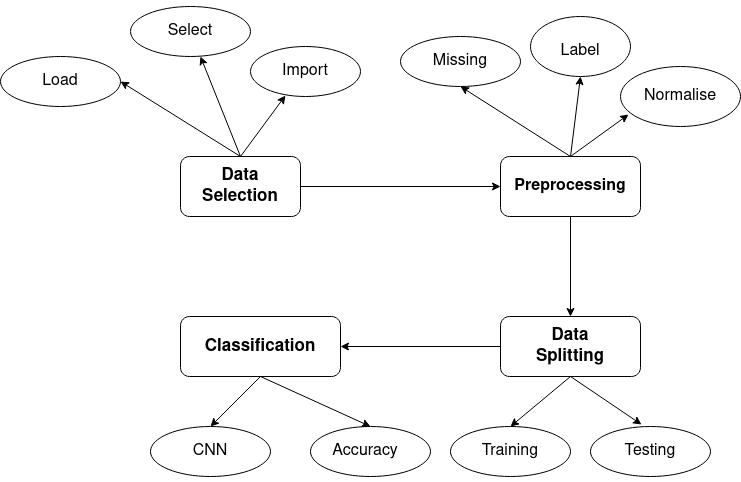 Load
Select
Import
Missing
Label
Normalise
Data
Selection
Preprocessing
Classification
Data
Splitting
CNN
Accuracy
Training
Testing